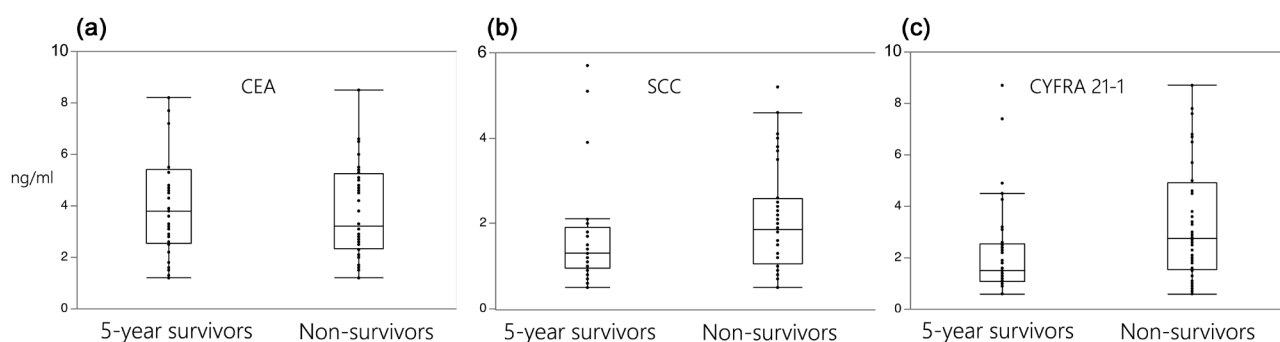 (a)
(b)
(c)
10
8
6
4
2
0
ng/ml
CEA
5-year survivors
Non-survivors
6
4
2
0
SCC
5-year survivors
Non-survivors
10
8
6
4
2
0
CYFRA 21-1
5-year survivors
Non-survivors